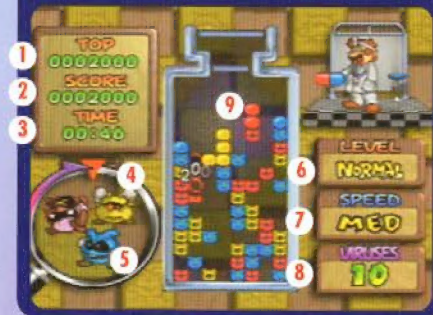 1 TOP
0002000
2 SCORE
0002000
3 TIME
00:46
4
5
9
200
6 LEVEL
NORMAL
7 SPEED
MED
8 VIRUSES
10